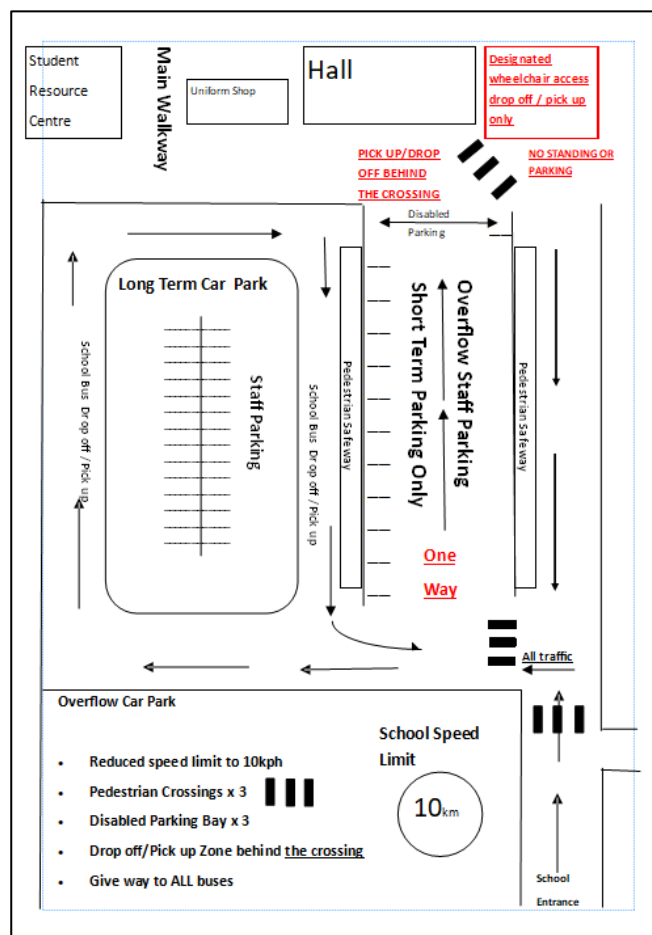 Student
Resource
Centre
Main Walkway
Uniform Shop
Hall
Designated
wheelchair access
drop off / pick up
only
PICK UP/DROP
OFF BEHIND
THE CROSSING
NO STANDING OR
PARKING
Disabled
Parking
Long Term Car Park
Staff Parking
School Bus Drop off / Pick up
School Bus Drop off / Pick up
Pedestrian Safeway
Short Term Parking Only
Overflow Staff Parking
Pedestrian Safeway
One
Way
All traffic
Overflow Car Park
• Reduced speed limit to 10kph
• Pedestrian Crossings x 3
• Disabled Parking Bay x 3
• Drop off/Pick up Zone behind the crossing
• Give way to ALL buses
School Speed
Limit
10km
School
Entrance